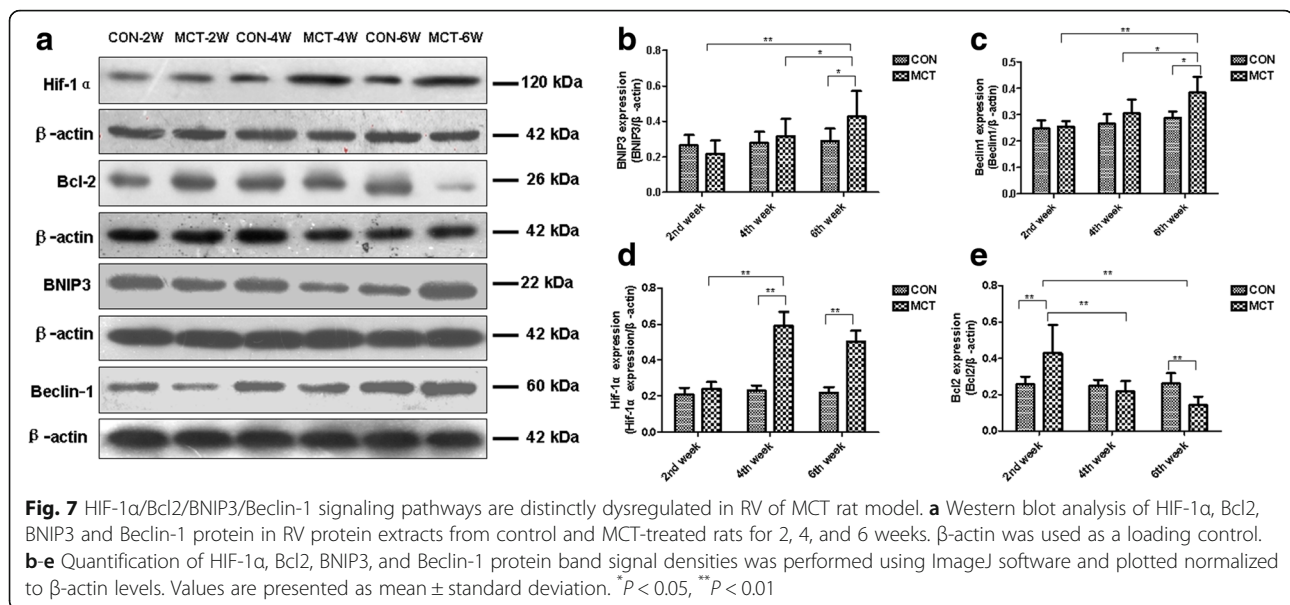 a
CON-2W MCT-2W CON-4W MCT-4W CON-6W MCT-6W
Hif-1 α
120 kDa
β-actin
42 kDa
Bcl-2
26 kDa
β-actin
42 kDa
BNIP3
22 kDa
β-actin
42 kDa
Beclin-1
60 kDa
β-actin
42 kDa
b
BNIP3 expression
(BNIP3/β -actin)
0.8
0.6
0.4
0.2
0.0
2nd week
4th week
6th week
**
*
*
CON
MCT
c
Beclin1 expression
(Beclin1/β -actin)
0.5
0.4
0.3
0.2
0.1
0.0
2nd week
4th week
6th week
**
*
*
CON
MCT
d
Hif-1α expression
(Hif-1α expression/β -actin)
0.8
0.6
0.4
0.2
0.0
2nd week
4th week
6th week
**
**
**
CON
MCT
e
Bcl2 expression
(Bcl2/β -actin)
0.8
0.6
0.4
0.2
0.0
2nd week
4th week
6th week
**
**
**
**
CON
MCT
Fig. 7 HIF-1α/Bcl2/BNIP3/Beclin-1 signaling pathways are distinctly dysregulated in RV of MCT rat model. a Western blot analysis of HIF-1α, Bcl2,
BNIP3 and Beclin-1 protein in RV protein extracts from control and MCT-treated rats for 2, 4, and 6 weeks. β-actin was used as a loading control.
b-e Quantification of HIF-1α, Bcl2, BNIP3, and Beclin-1 protein band signal densities was performed using ImageJ software and plotted normalized
to β-actin levels. Values are presented as mean ± standard deviation. *P < 0.05, **P < 0.01